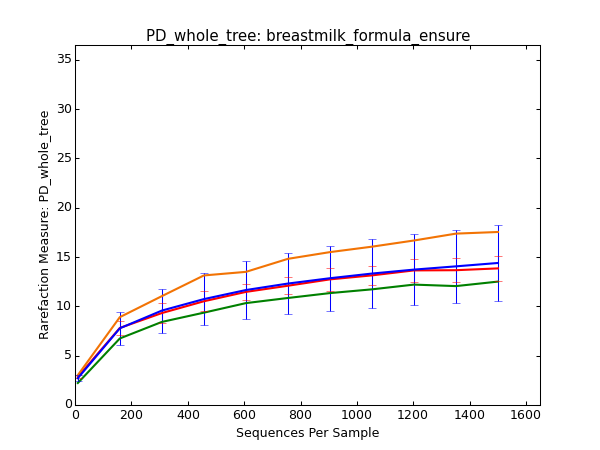 PD_whole_tree: breastmilk_formula_ensure
35
30
25
20
15
10
5
0
Rarefaction Measure: PD_whole_tree
0 200 400 600 800 1000 1200 1400 1600
Sequences Per Sample